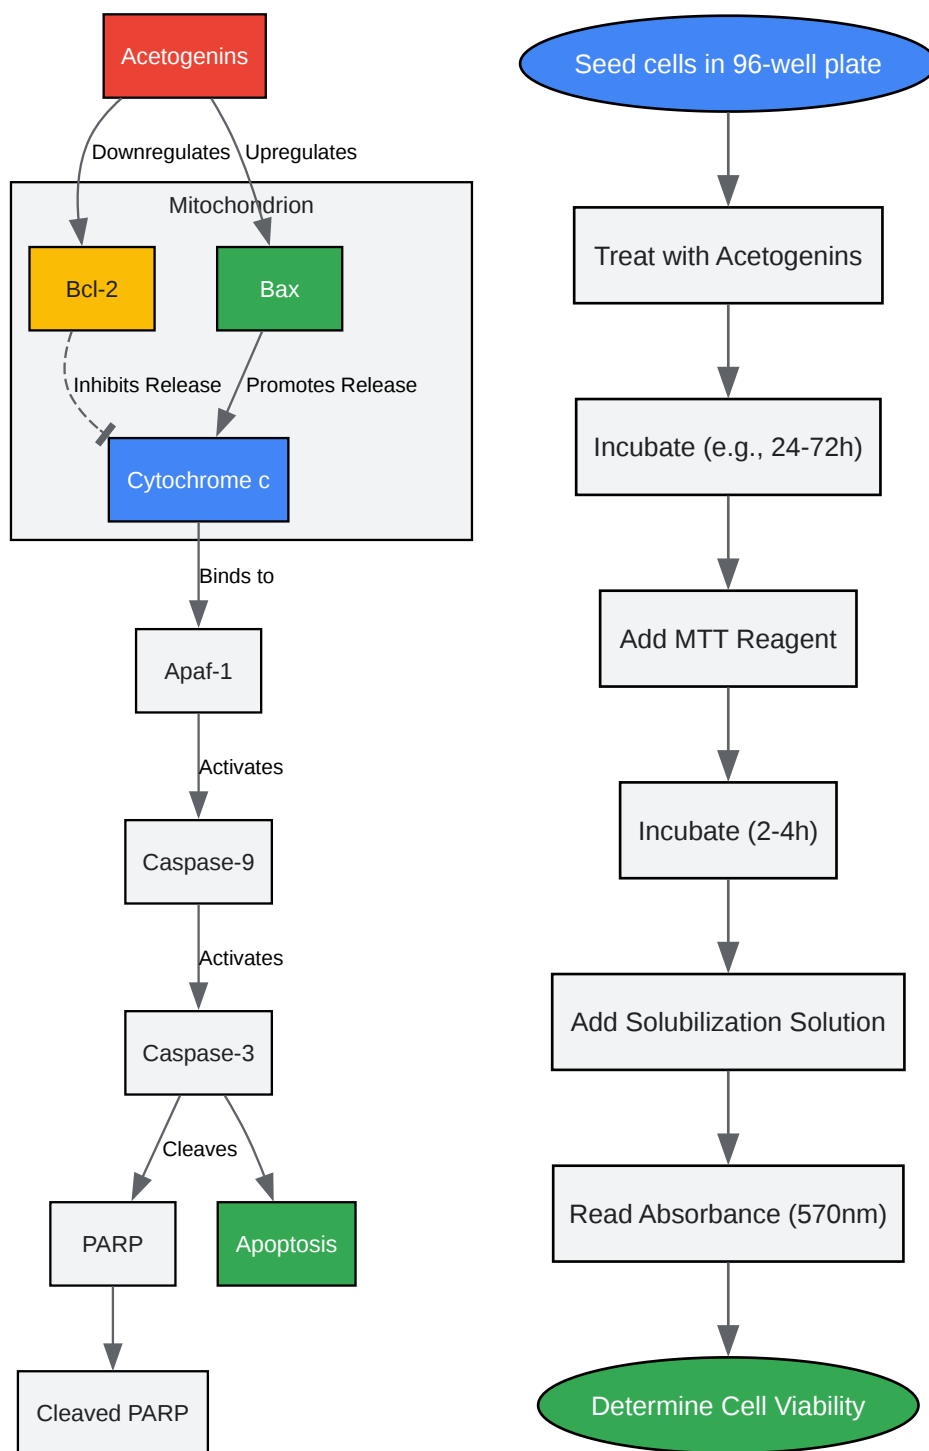 Acetogenins
Downregulates
Upregulates
Mitochondrion
Bcl-2
Bax
Inhibits Release
Promotes Release
Cytochrome c
Binds to
Apaf-1
Activates
Caspase-9
Activates
Caspase-3
Cleaves
PARP
Apoptosis
Cleaved PARP
Seed cells in 96-well plate
Treat with Acetogenins
Incubate (e.g., 24-72h)
Add MTT Reagent
Incubate (2-4h)
Add Solubilization Solution
Read Absorbance (570nm)
Determine Cell Viability